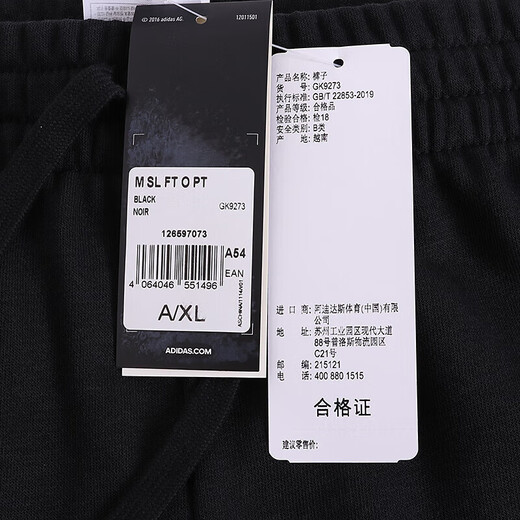 © 2016 adidas AG.
12011501
M SL FT O PT
BLACK
NOIR
GK9273
126597073
A54
EAN
4 064046 551496
A/XL
ADIDAS.COM
产品名称: 裤子
货 号: GK9273
执行标准: GB/T 22853-2019
产品等级: 合格品
检验合格: 检18
安全类别: B类
产 地: 越南
进 口 商: 阿迪达斯体育(中国)有限
公司
地 址: 苏州工业园区现代大道
88号普洛斯物流园区
C21号
邮 编: 215121
电 话: 400 880 1515
合格证
建议零售价: